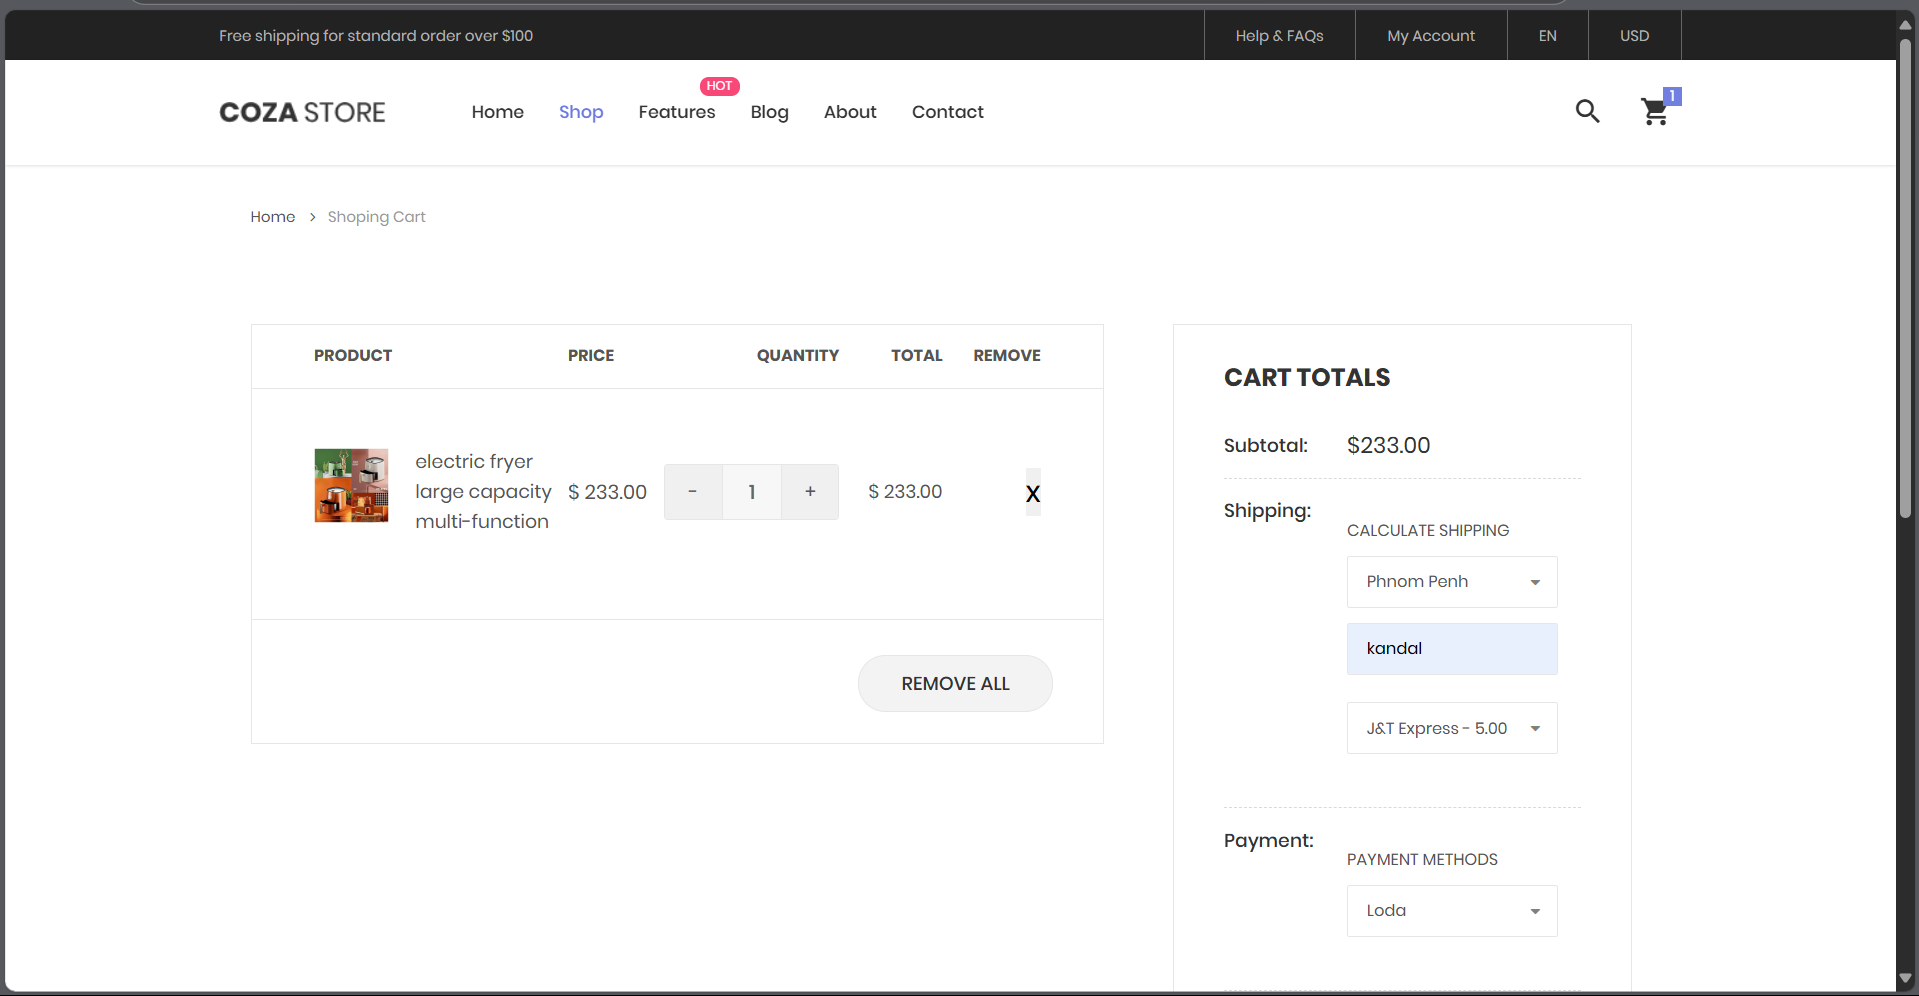 Free shipping for standard order over $100
Help & FAQs
My Account
EN
USD
COZA STORE
Home
Shop
Features
HOT
Blog
About
Contact
1
Home > Shoping Cart
PRODUCT PRICE QUANTITY TOTAL REMOVE
electric fryer
large capacity
multi-function
$ 233.00
- 1 +
$ 233.00
X
REMOVE ALL
CART TOTALS
Subtotal: $233.00
Shipping:
CALCULATE SHIPPING
Phnom Penh
kandal
J&T Express - 5.00
Payment:
PAYMENT METHODS
Loda